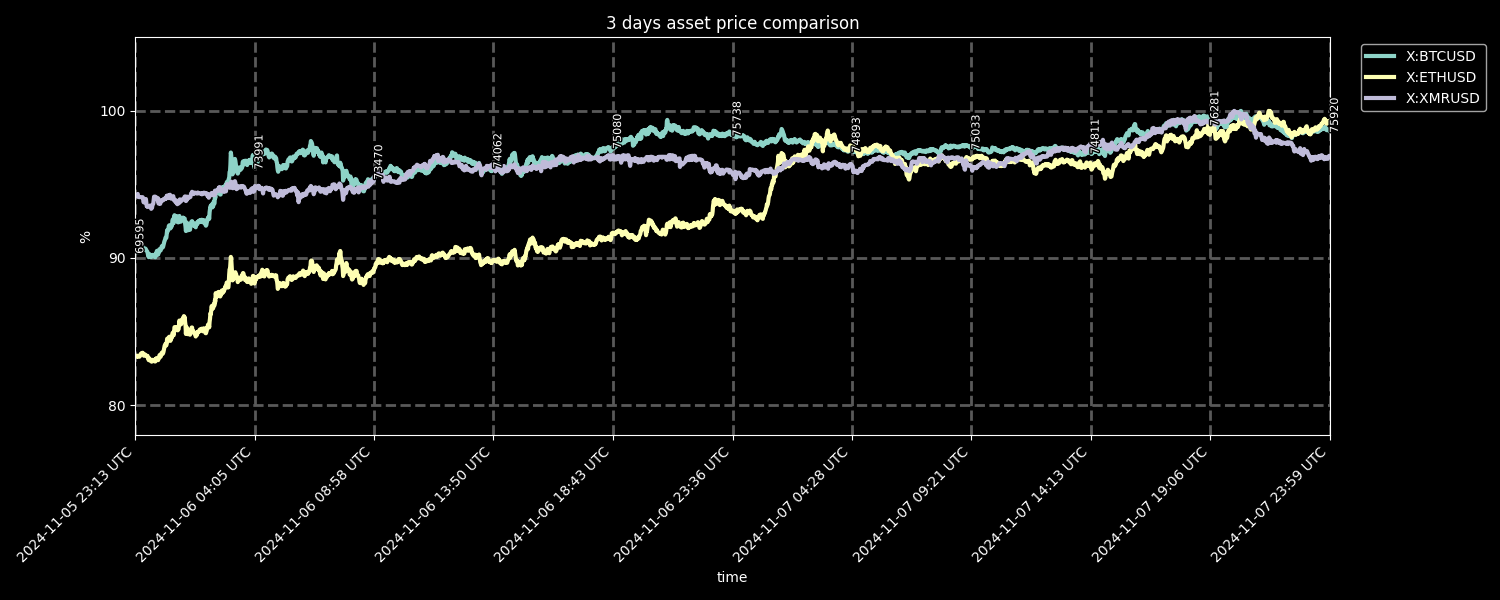 3 days asset price comparison
X:BTCUSD
X:ETHUSD
X:XMRUSD
100
90
80
%
69595
73991
73470
74062
75080
75738
74893
75033
74811
76281
75920
2024-11-05 23:13 UTC
2024-11-06 04:05 UTC
2024-11-06 08:58 UTC
2024-11-06 13:50 UTC
2024-11-06 18:43 UTC
2024-11-06 23:36 UTC
2024-11-07 04:28 UTC
2024-11-07 09:21 UTC
2024-11-07 14:13 UTC
2024-11-07 19:06 UTC
2024-11-07 23:59 UTC
time